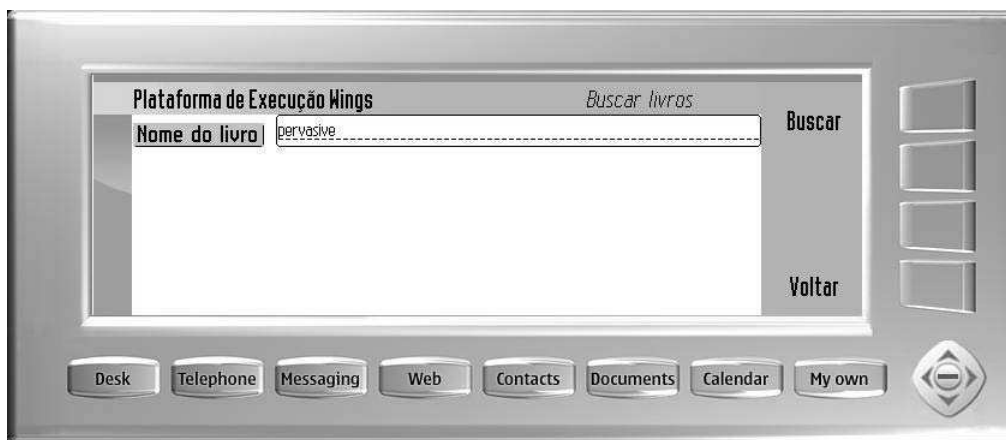 Plataforma de Execução Wings
Buscar livros
Buscar
Nome do livro
pervasive
Voltar
Desk
Telephone
Messaging
Web
Contacts
Documents
Calendar
My own